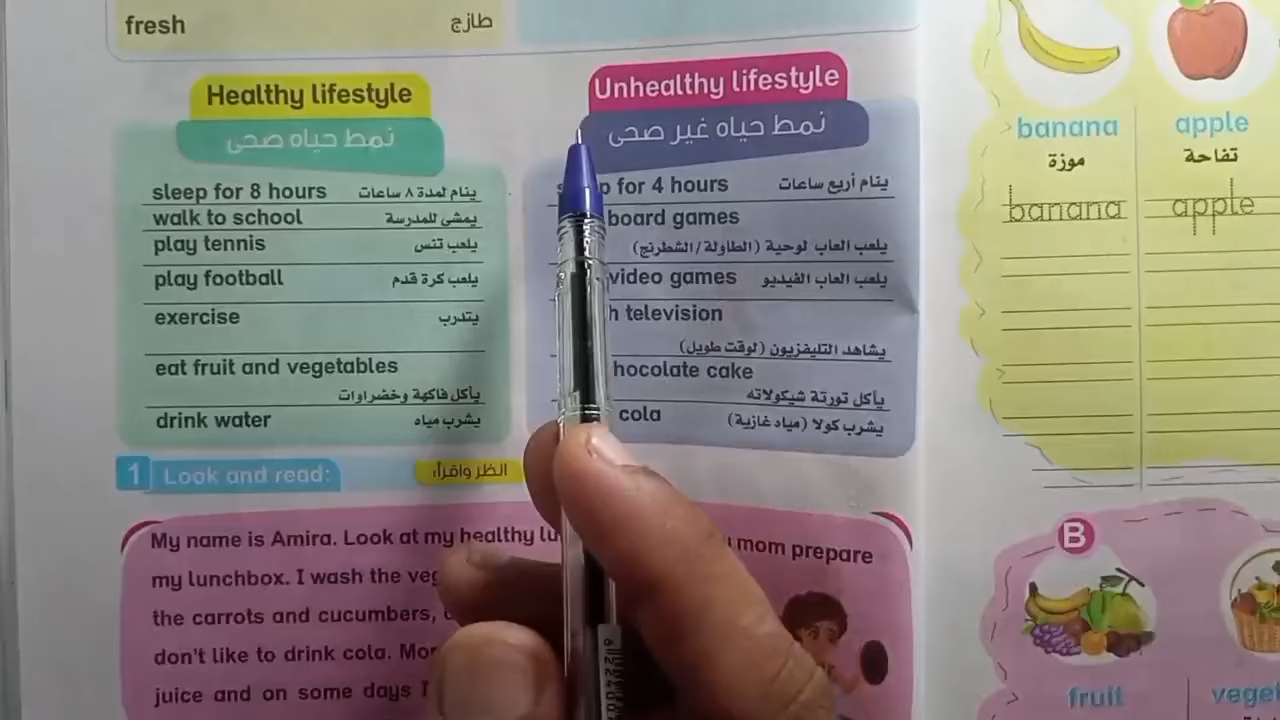 fresh طازج
Healthy lifestyle
نمط حياه صحى
sleep for 8 hours ينام لمدة ٨ ساعات
walk to school يمشى للمدرسة
play tennis يلعب تنس
play football يلعب كرة قدم
exercise يتدرب
eat fruit and vegetables
يأكل فاكهة وخضراوات
drink water يشرب مياه
Unhealthy lifestyle
نمط حياه غير صحى
for 4 hours ينام أربع ساعات
board games
يلعب العاب لوحية (الطاولة/الشطرنج)
video games يلعب العاب الفيديو
television
يشاهد التليفزيون (لوقت طويل)
cake
يأكل تورتة شيكولاته
cola يشرب كولا (مياه غازية)
1 Look and read: انظر واقرأ:
My name is Amira. Look at my healthy mom prepare
my lunchbox. I wash the
the carrots and cucumbers,
don't like to drink cola.
juice and on some days I
banana apple
موزة تفاحة
banana apple
B
fruit